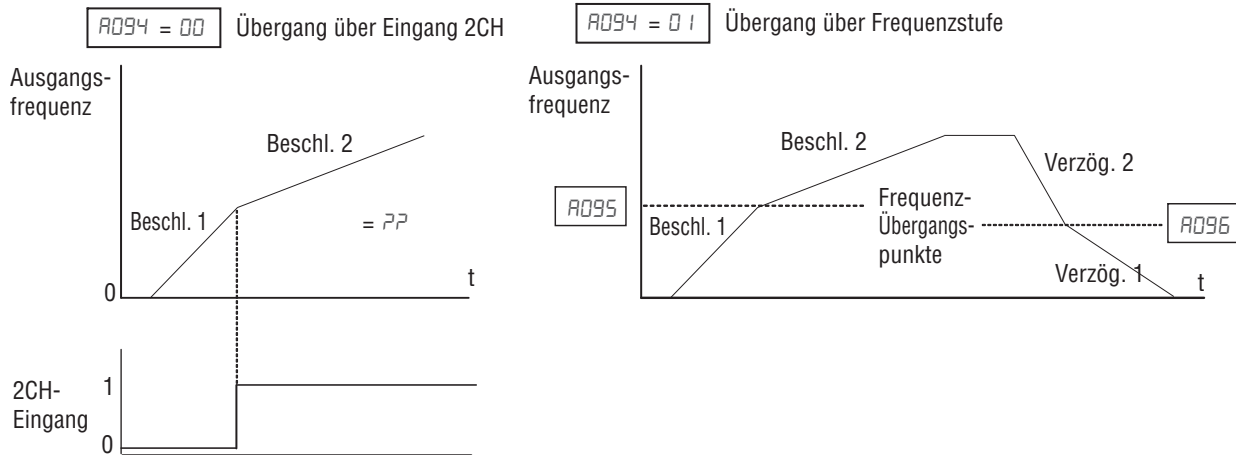 A094 = 00 Übergang über Eingang 2CH
Ausgangs-
frequenz
Beschl. 2
Beschl. 1
= ??
0
t
2CH-
Eingang
1
0
A094 = 01 Übergang über Frequenzstufe
Ausgangs-
frequenz
Beschl. 2
Verzög. 2
A095
Beschl. 1
Frequenz-
Übergangs-
punkte
A096
Verzög. 1
t